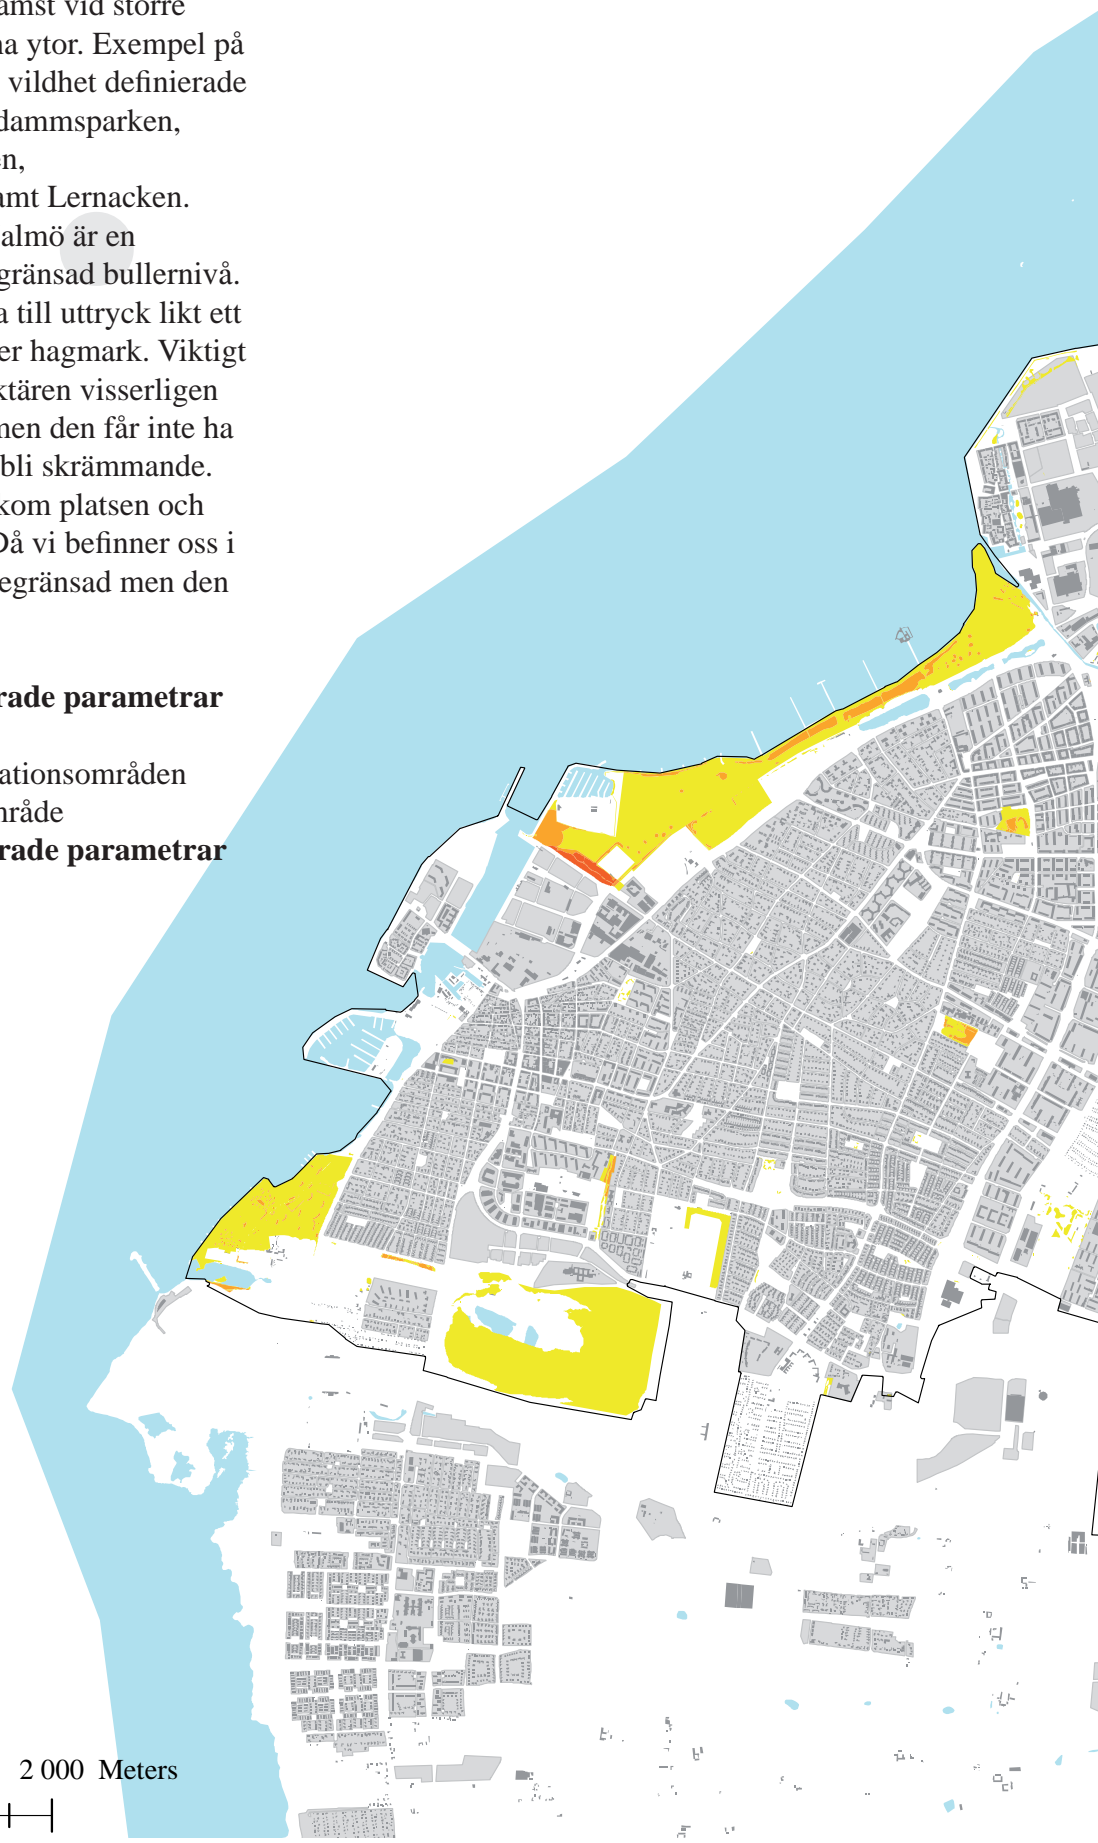 amst vid större
na ytor. Exempel på
vildhet definierade
dammsparken,
en,
amt Lernacken.
almö är en
gränsad bullernivå.
a till uttryck likt ett
er hagmark. Viktigt
ktären visserligen
men den får inte ha
bli skrämmande.
kom platsen och
Då vi befinner oss i
egränsad men den
rade parametrar
ationsområden
nråde
rade parametrar
2 000 Meters